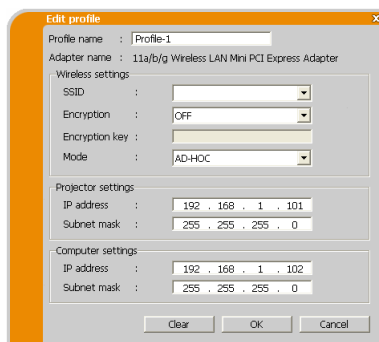 Edit profile x
Profile name : Profile-1
Adapter name : 11a/b/g Wireless LAN Mini PCI Express Adapter
Wireless settings
SSID :
Encryption : OFF
Encryption key :
Mode : AD-HOC
Projector settings
IP address : 192 . 168 . 1 . 101
Subnet mask : 255 . 255 . 255 . 0
Computer settings
IP address : 192 . 168 . 1 . 102
Subnet mask : 255 . 255 . 255 . 0
Clear OK Cancel